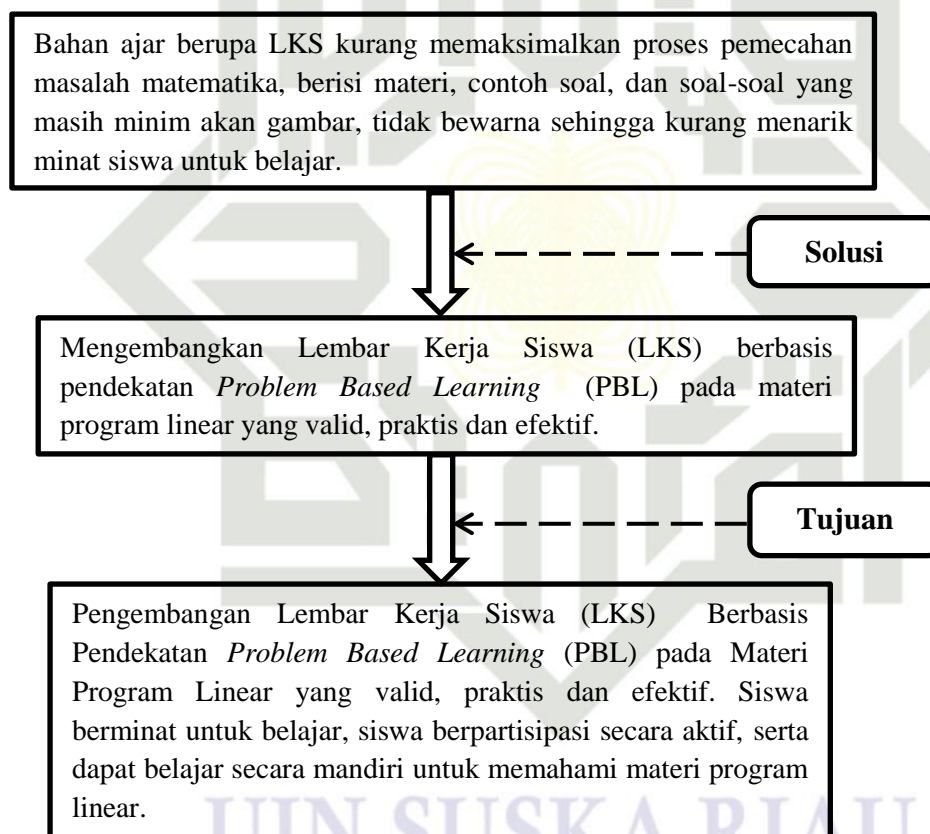 Bahan ajar berupa LKS kurang memaksimalkan proses pemecahan
masalah matematika, berisi materi, contoh soal, dan soal-soal yang
masih minim akan gambar, tidak bewarna sehingga kurang menarik
minat siswa untuk belajar.
Solusi
Mengembangkan Lembar Kerja Siswa (LKS) berbasis
pendekatan Problem Based Learning (PBL) pada materi
program linear yang valid, praktis dan efektif.
Tujuan
Pengembangan Lembar Kerja Siswa (LKS) Berbasis
Pendekatan Problem Based Learning (PBL) pada Materi
Program Linear yang valid, praktis dan efektif. Siswa
berminat untuk belajar, siswa berpartisipasi secara aktif, serta
dapat belajar secara mandiri untuk memahami materi program
linear.
UIN SUSKA RIAU